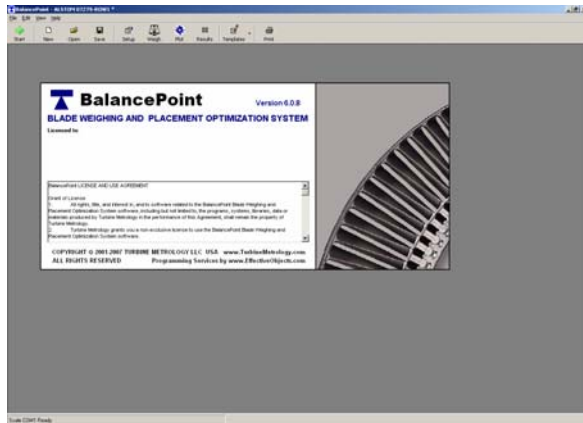 BalancePoint - ALSTOM 07279-ROW1 *
File Edit View Help
Start New Open Save Setup Weigh Plot Results Templates Print
BalancePoint
Version 6.0.8
BLADE WEIGHING AND PLACEMENT OPTIMIZATION SYSTEM
Licensed to
BalancePoint LICENSE AND USE AGREEMENT
Grant of License
1. All rights, title, and interest in, and to software related to the BalancePoint Blade Weighing and
Placement Optimization System software, including but not limited to, the programs, systems, libraries, data or
materials produced by Turbine Metrology in the performance of this Agreement, shall remain the property of
Turbine Metrology.
2. Turbine Metrology grants you a non-exclusive license to use the BalancePoint Blade Weighing and
Placement Optimization System software.
COPYRIGHT © 2001-2007 TURBINE METROLOGY LLC USA www.TurbineMetrology.com
ALL RIGHTS RESERVED Programming Services by www.EffectiveObjects.com
Scale COM1 Ready